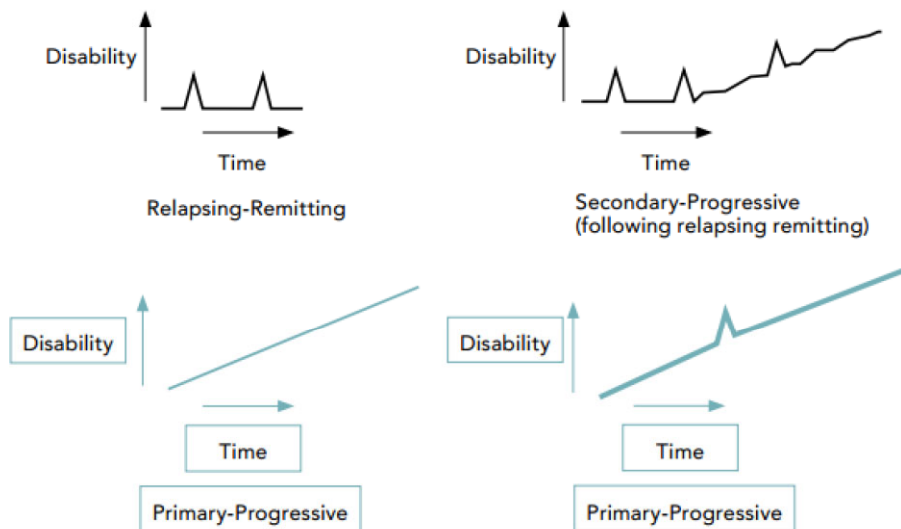 Disability
Time
Relapsing-Remitting
Disability
Time
Secondary-Progressive
(following relapsing remitting)
Disability
Time
Primary-Progressive
Disability
Time
Primary-Progressive